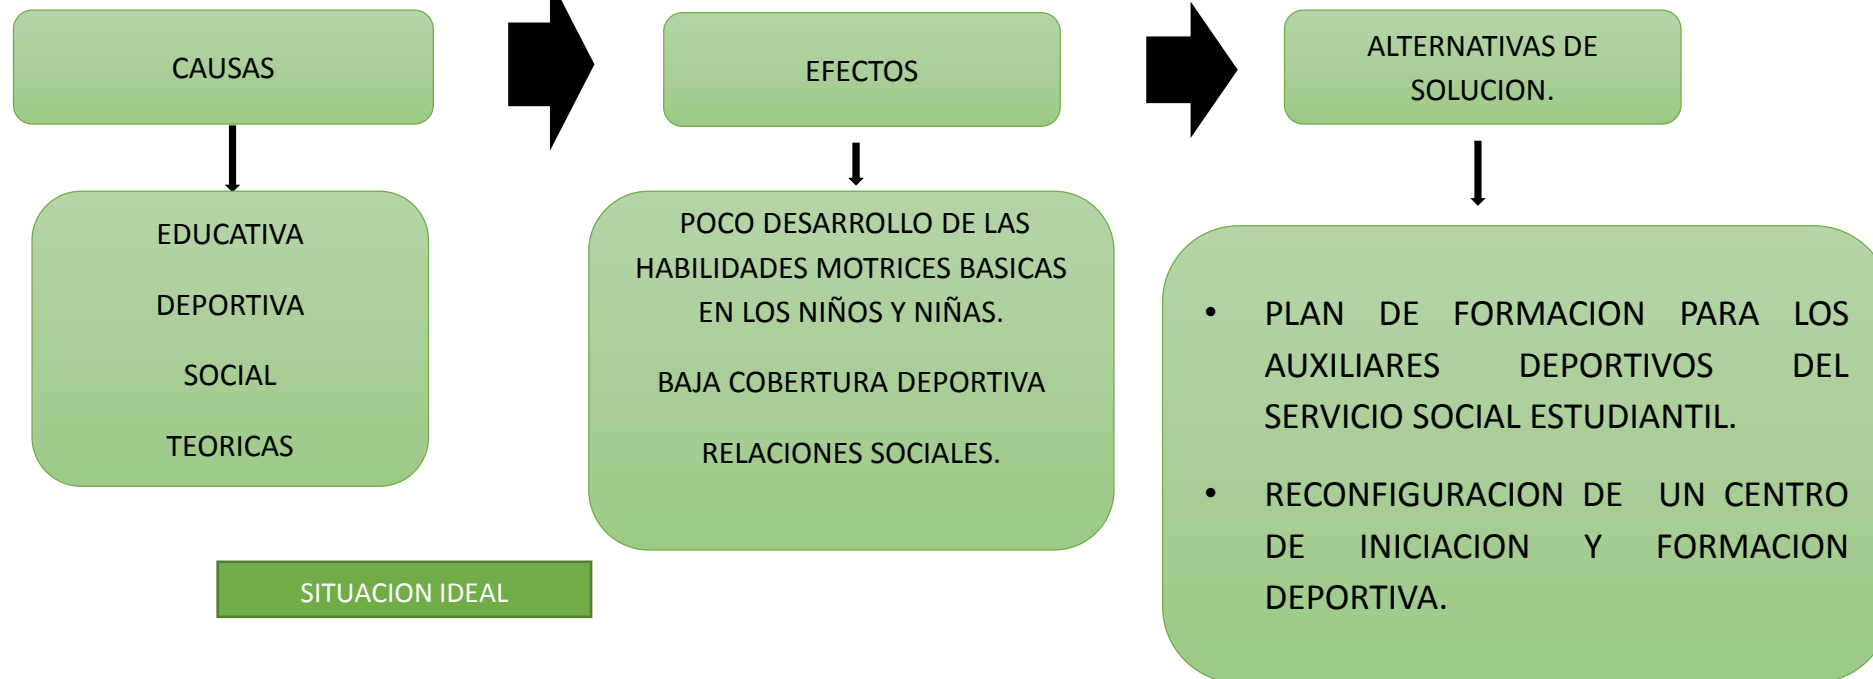 CAUSAS
EFECTOS
ALTERNATIVAS DE
SOLUCION.
EDUCATIVA
DEPORTIVA
SOCIAL
TEORICAS
POCO DESARROLLO DE LAS
HABILIDADES MOTRICES BASICAS
EN LOS NIÑOS Y NIÑAS.
BAJA COBERTURA DEPORTIVA
RELACIONES SOCIALES.
• PLAN DE FORMACION PARA LOS
AUXILIARES DEPORTIVOS DEL
SERVICIO SOCIAL ESTUDIANTIL.
• RECONFIGURACION DE UN CENTRO
DE INICIACION Y FORMACION
DEPORTIVA.
SITUACION IDEAL